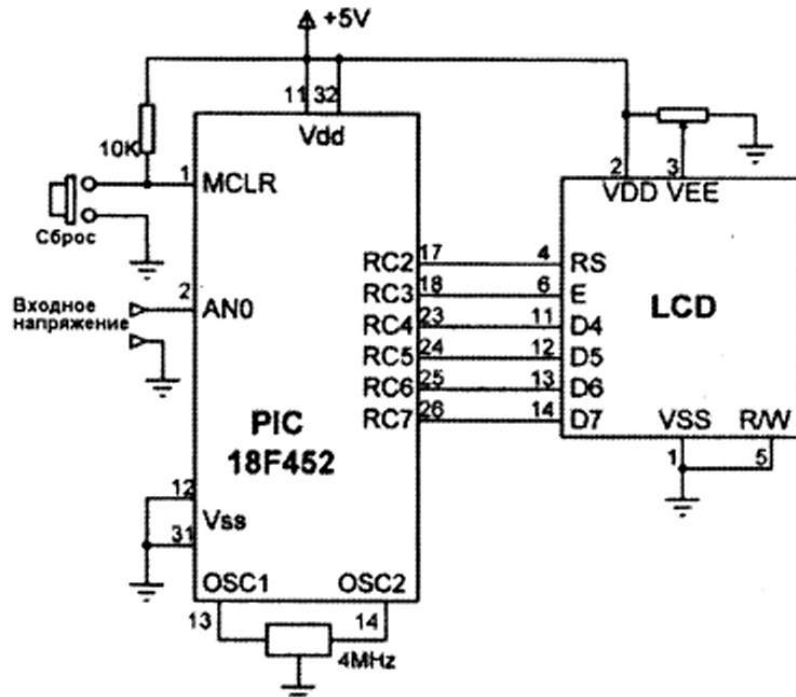 +5V
11 32
Vdd
10K
1 MCLR
Сброс
2 AN0
Входное
напряжение
PIC
18F452
12
Vss
31
OSC1 OSC2
13 14
4MHz
RC2 17
RC3 18
RC4 23
RC5 24
RC6 25
RC7 26
2 3
VDD VEE
4 RS
6 E
11 D4
12 D5
13 D6
14 D7
LCD
VSS R/W
1 5